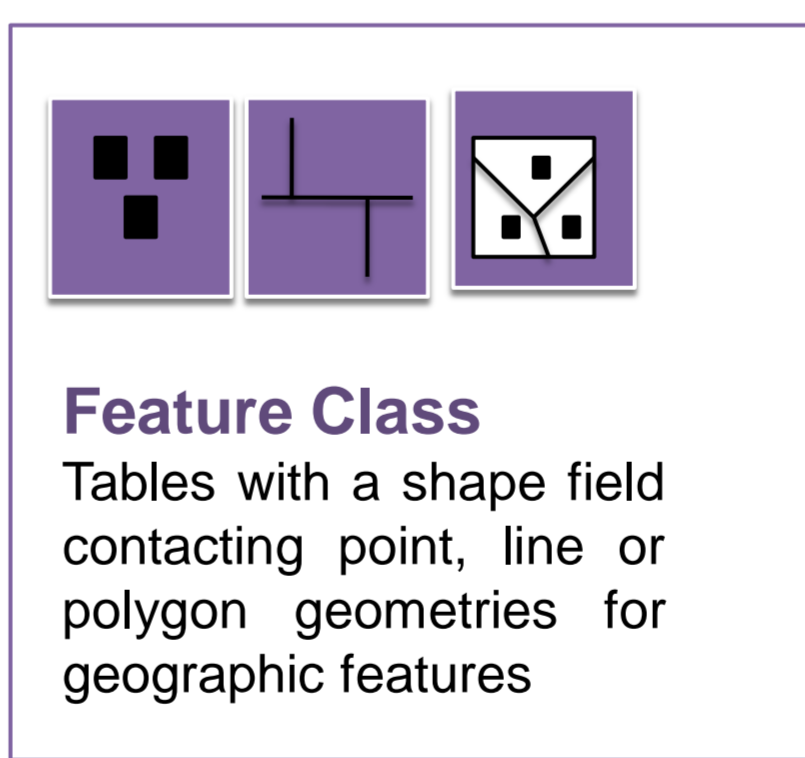 Feature Class
Tables with a shape field
contacting point, line or
polygon geometries for
geographic features